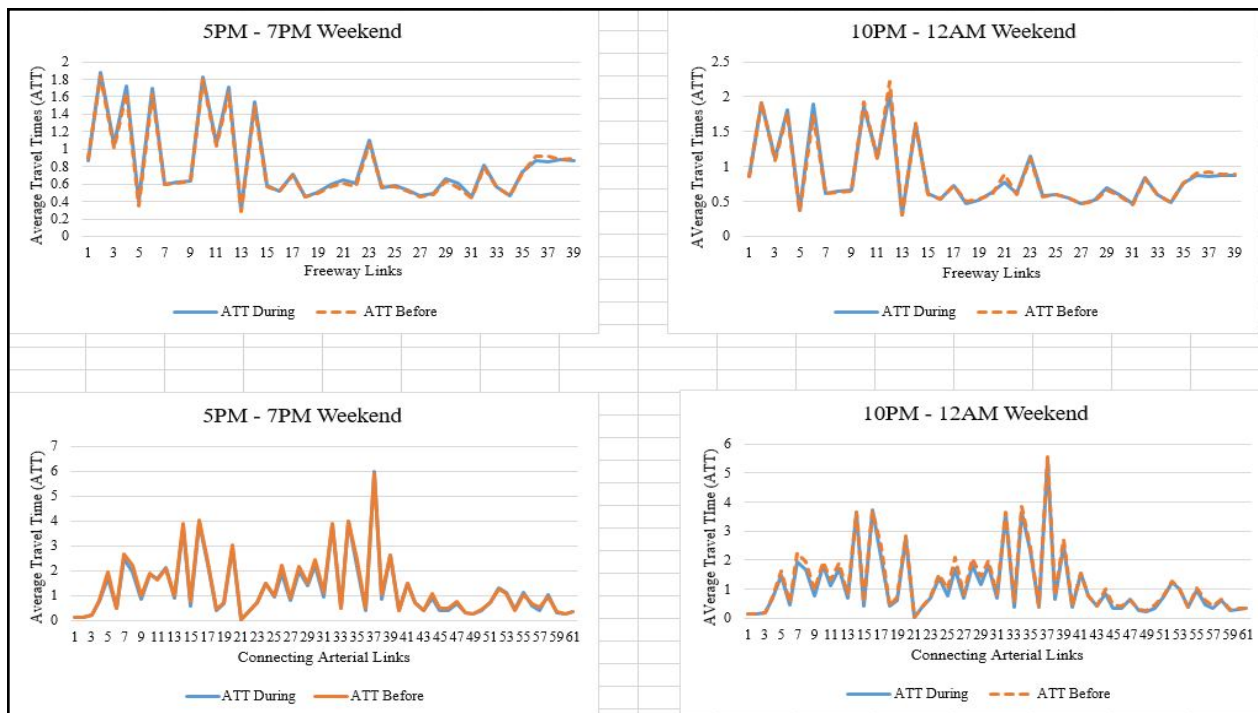 5PM - 7PM Weekend
Average Travel Times (ATT)
2
1.8
1.6
1.4
1.2
1
0.8
0.6
0.4
0.2
0
1 3 5 7 9 11 13 15 17 19 21 23 25 27 29 31 33 35 37 39
Freeway Links
ATT During ATT Before
10PM - 12AM Weekend
AVerage Travel Times (ATT)
2.5
2
1.5
1
0.5
0
1 3 5 7 9 11 13 15 17 19 21 23 25 27 29 31 33 35 37 39
Freeway Links
ATT During ATT Before
5PM - 7PM Weekend
Average Travel Time (ATT)
7
6
5
4
3
2
1
0
1 3 5 7 9 11 13 15 17 19 21 23 25 27 29 31 33 35 37 39 41 43 45 47 49 51 53 55 57 59 61
Connecting Arterial Links
ATT During ATT Before
10PM - 12AM Weekend
AVerage Travel TIme (ATT)
6
5
4
3
2
1
0
1 3 5 7 9 11 13 15 17 19 21 23 25 27 29 31 33 35 37 39 41 43 45 47 49 51 53 55 57 59 61
Connecting Arterial Links
ATT During ATT Before